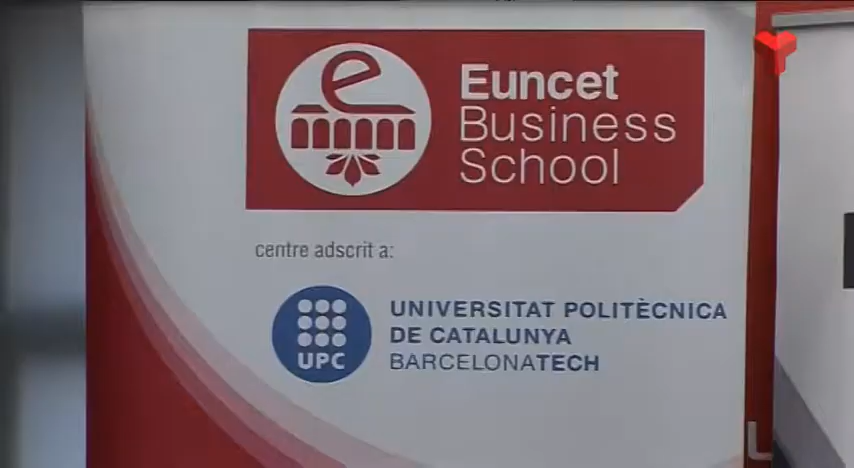 e
Euncet
Business
School
centre adscrit a:
UPC
UNIVERSITAT POLITÈCNICA
DE CATALUNYA
BARCELONATECH